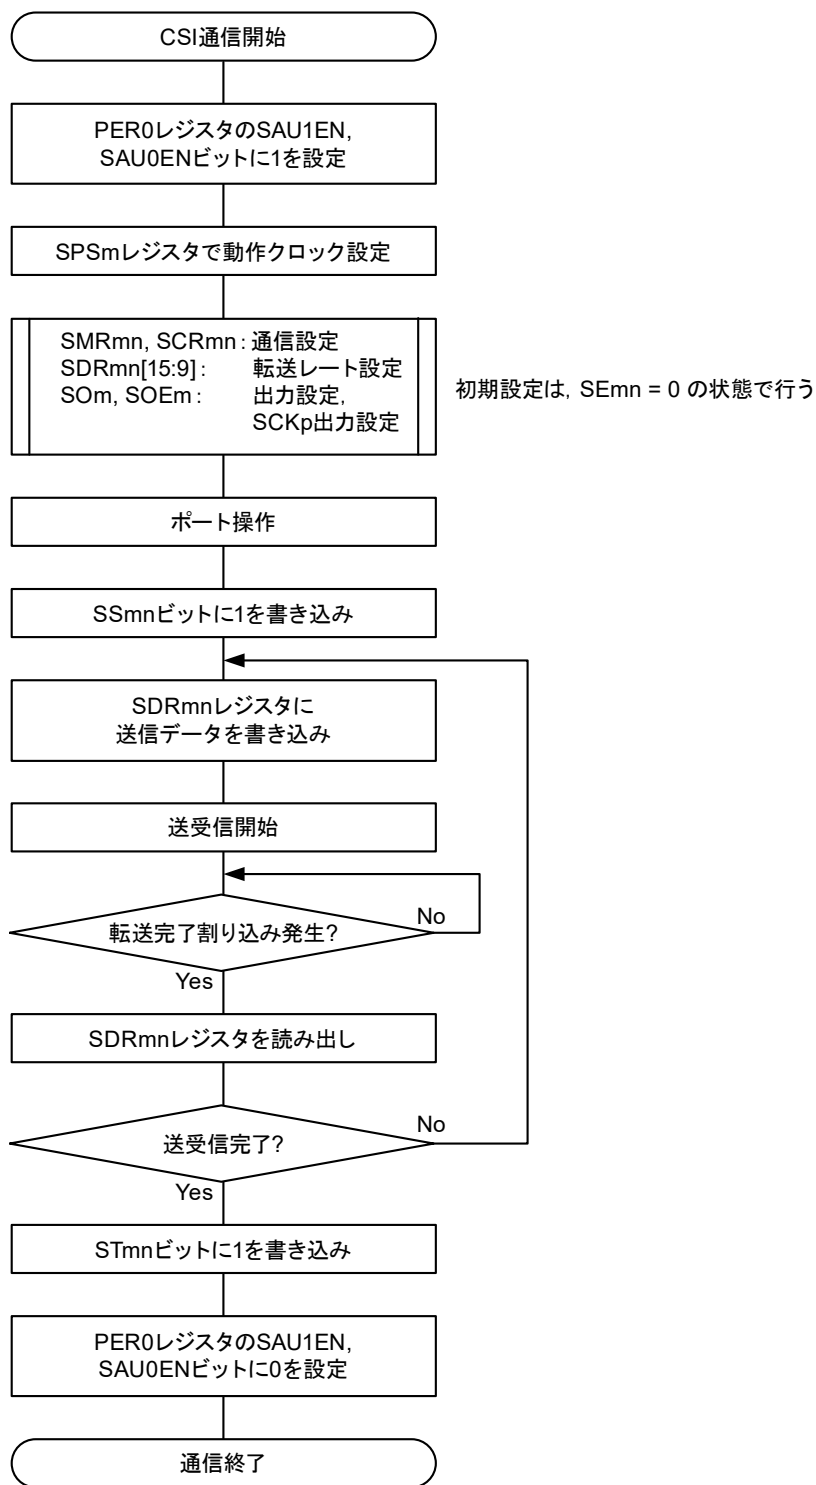 CSI通信開始
PER0レジスタのSAU1EN,
SAU0ENビットに1を設定
SPSmレジスタで動作クロック設定
SMRmn, SCRmn：通信設定
SDRmn[15:9]： 転送レート設定
SOm, SOEm： 出力設定,
SCKp出力設定
初期設定は, SEmn = 0 の状態で行う
ポート操作
SSmnビットに1を書き込み
SDRmnレジスタに
送信データを書き込み
送受信開始
転送完了割り込み発生?
No
Yes
SDRmnレジスタを読み出し
送受信完了?
No
Yes
STmnビットに1を書き込み
PER0レジスタのSAU1EN,
SAU0ENビットに0を設定
通信終了